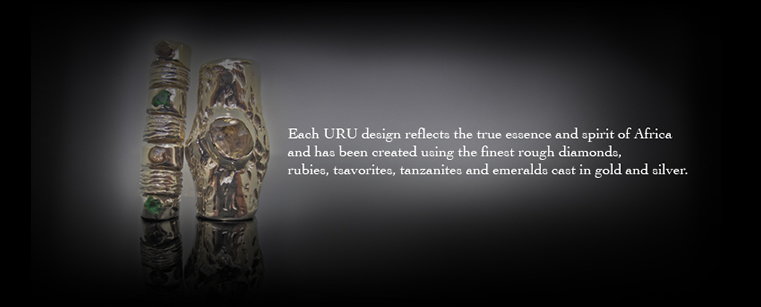 Each URU design reflects the true essence and spirit of Africa
and has been created using the finest rough diamonds,
rubies, tsavorites, tanzanites and emeralds cast in gold and silver.